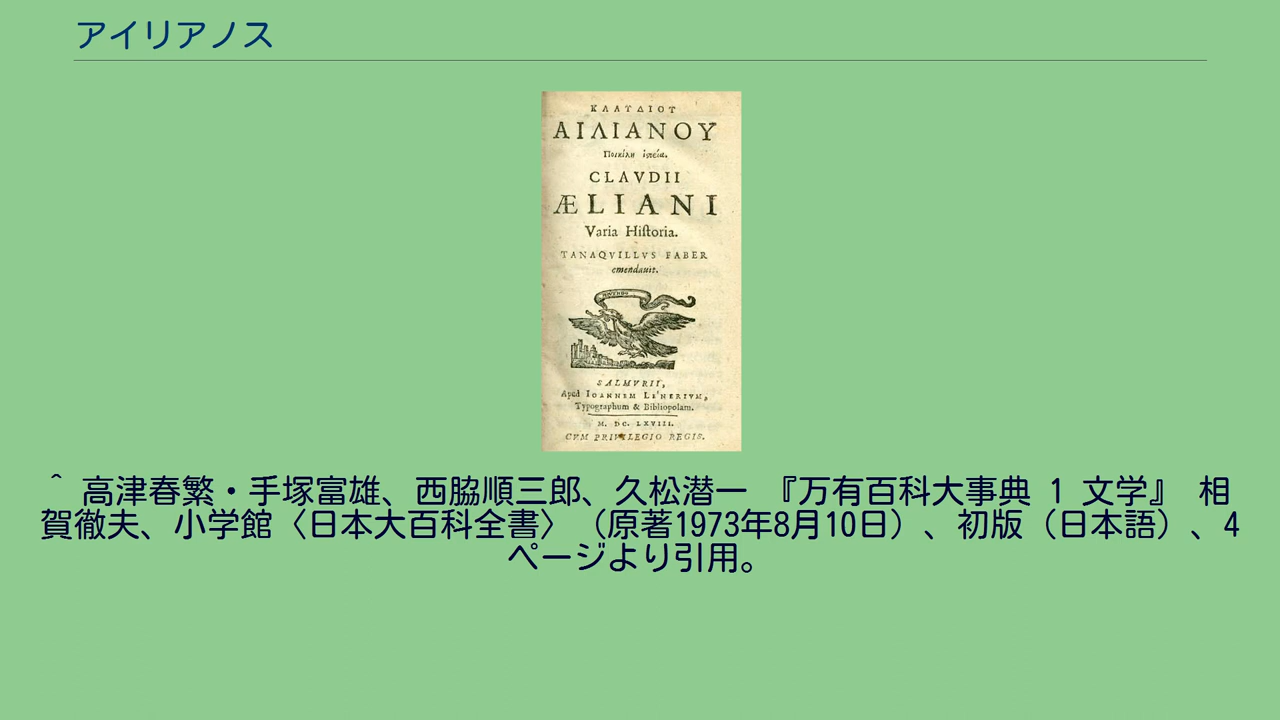 アイリアノス
ΚΛΑΥΔΙΟΥ
ΑΙΛΙΑΝΟΥ
Ποικίλη ἱστοεία.
CLAVDII
ÆLIANI
Varia Hiſtoria.
TANAQVILLVS FABER
emendauit.
SALMVRII,
Apud IOANNEM LENERIVM,
Typographum & Bibliopolam.
M. DC. LXVIII.
CVM PRIVILEGIO REGIS.
^ 高津春繁・手塚富雄、西脇順三郎、久松潜一 『万有百科大事典 1 文学』 相
賀徹夫、小学館〈日本大百科全書〉（原著1973年8月10日）、初版（日本語）、4
ページより引用。